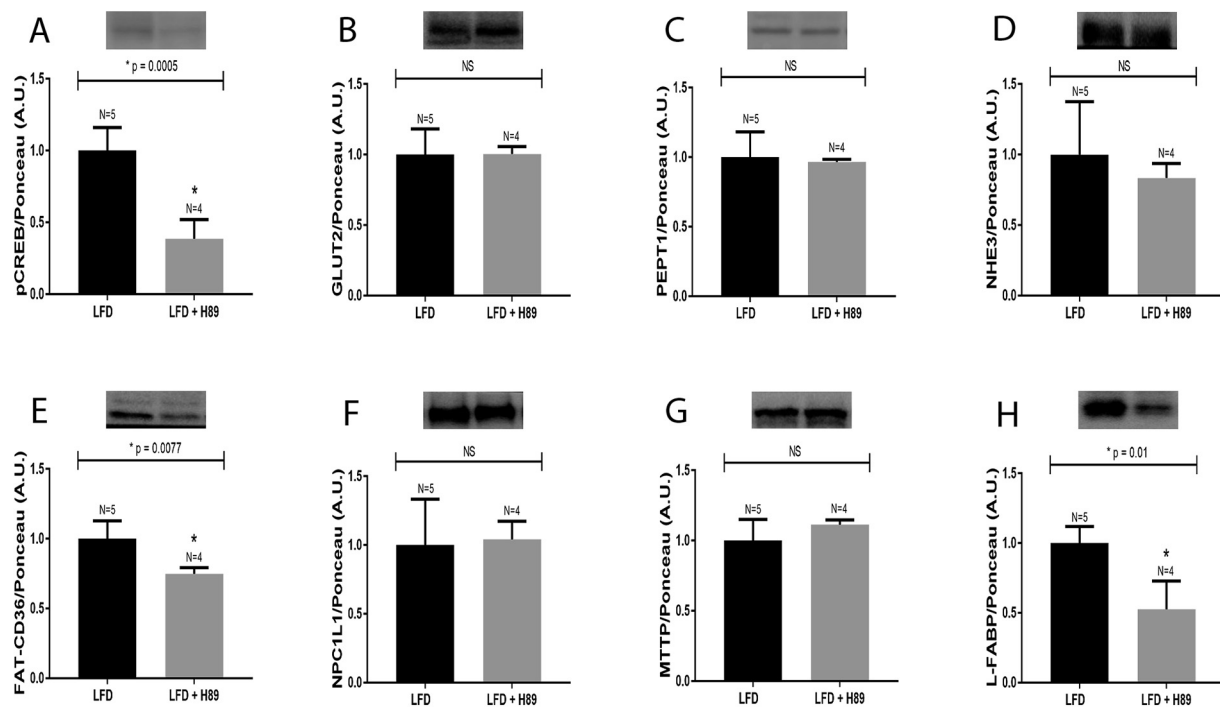 A
* p = 0.0005
pCREB/Ponceau (A.U.)
1.5
1.0
0.5
0.0
N=5
*
N=4
LFD
LFD + H89
B
NS
GLUT2/Ponceau (A.U.)
1.5
1.0
0.5
0.0
N=5
N=4
LFD
LFD + H89
C
NS
PEPT1/Ponceau (A.U.)
1.5
1.0
0.5
0.0
N=5
N=4
LFD
LFD + H89
D
NS
NHE3/Ponceau (A.U.)
1.5
1.0
0.5
0.0
N=5
N=4
LFD
LFD + H89
E
* p = 0.0077
FAT-CD36/Ponceau (A.U.)
1.5
1.0
0.5
0.0
N=5
*
N=4
LFD
LFD + H89
F
NS
NPC1L1/Ponceau (A.U.)
1.5
1.0
0.5
0.0
N=5
N=4
LFD
LFD + H89
G
NS
MTTP/Ponceau (A.U.)
1.5
1.0
0.5
0.0
N=5
N=4
LFD
LFD + H89
H
* p = 0.01
L-FABP/Ponceau (A.U.)
1.5
1.0
0.5
0.0
N=5
*
N=4
LFD
LFD + H89